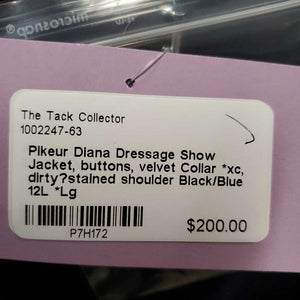 microsnap®
The Tack Collector
1002247-63
Pikeur Diana Dressage Show
Jacket, buttons, velvet Collar *xc,
dirty?stained shoulder Black/Blue
12L *Lg
$200.00
P7H172